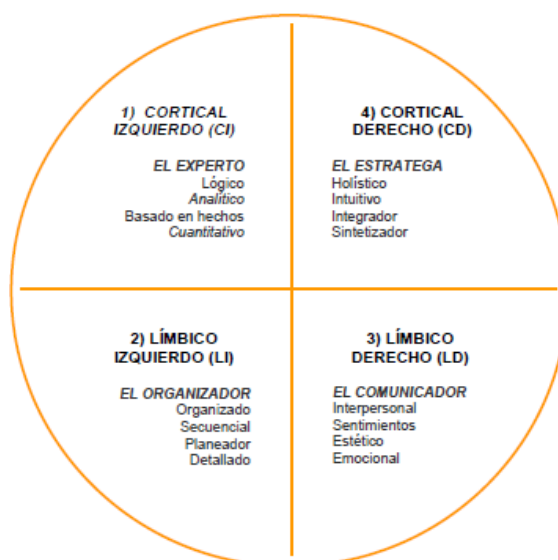 1) CORTICAL
IZQUIERDO (CI)
EL EXPERTO
Lógico
Analítico
Basado en hechos
Cuantitativo
4) CORTICAL
DERECHO (CD)
EL ESTRATEGA
Holístico
Intuitivo
Integrador
Sintetizador
2) LÍMBICO
IZQUIERDO (LI)
EL ORGANIZADOR
Organizado
Secuencial
Planeador
Detallado
3) LÍMBICO
DERECHO (LD)
EL COMUNICADOR
Interpersonal
Sentimientos
Estético
Emocional